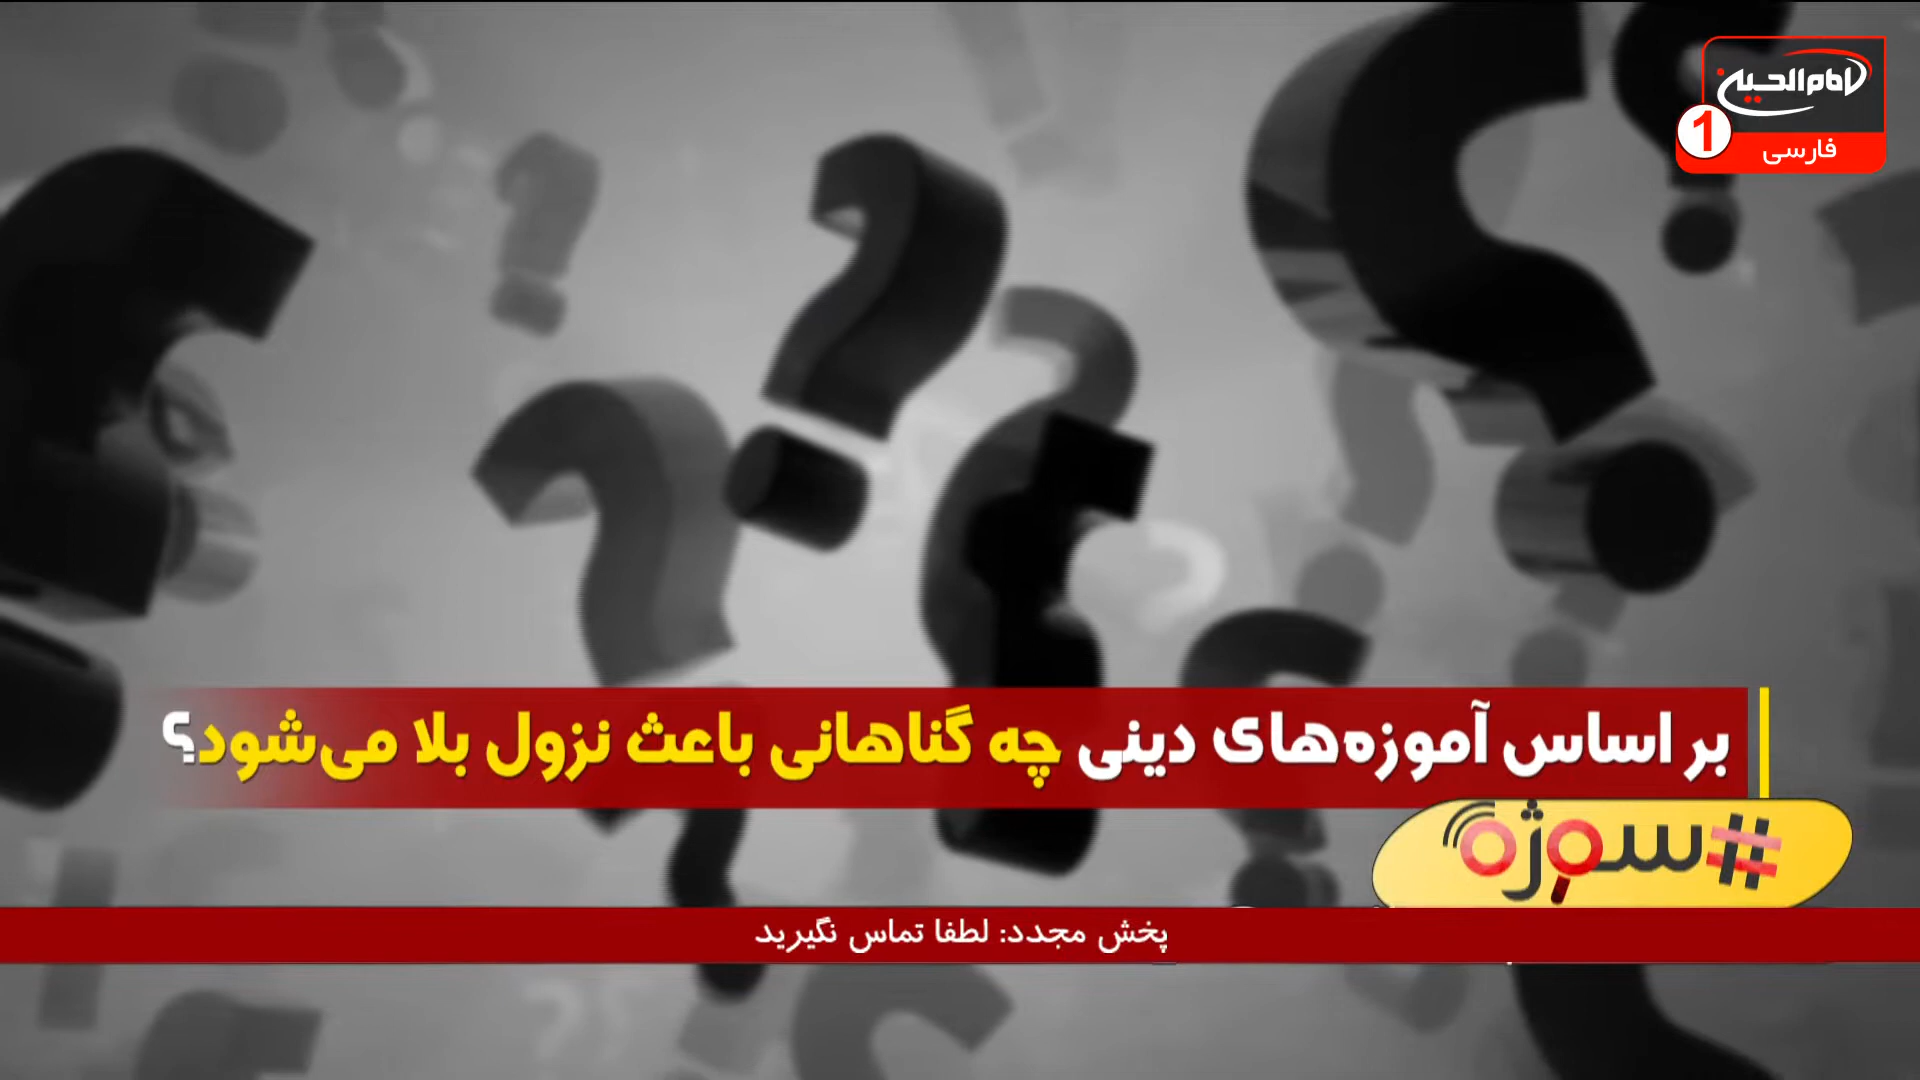 امام الحسین
1
فارسی
بر اساس آموزه‌های دینی چه گناهانی باعث نزول بلا می‌شود؟
#سوژه
پخش مجدد: لطفا تماس نگیرید